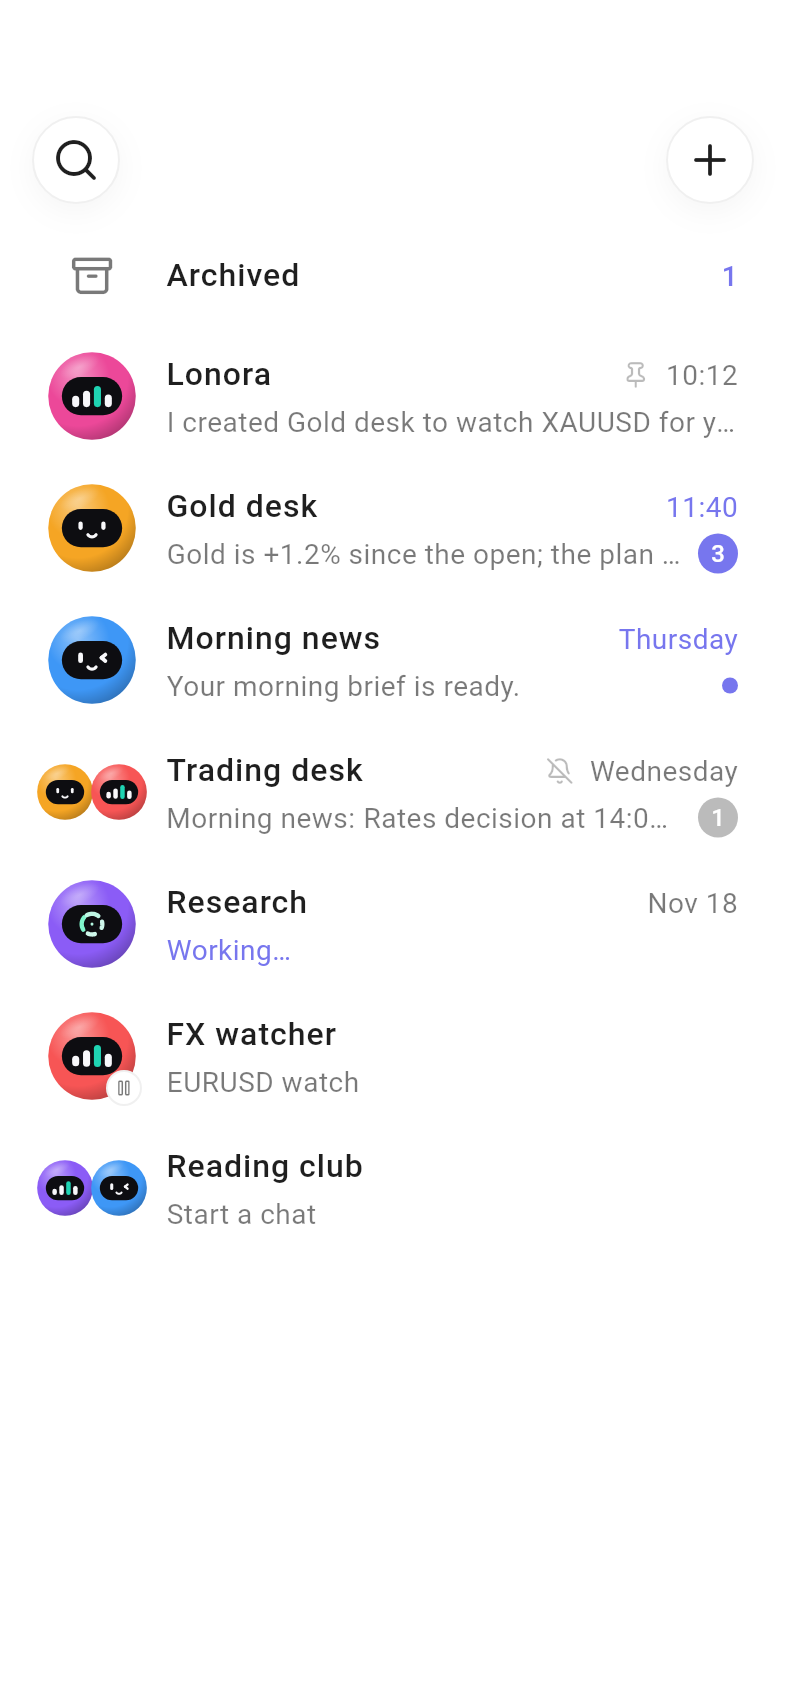 Archived 1
Lonora 10:12
I created Gold desk to watch XAUUSD for y…
Gold desk 11:40
Gold is +1.2% since the open; the plan … 3
Morning news Thursday
Your morning brief is ready.
Trading desk Wednesday
Morning news: Rates decision at 14:0… 1
Research Nov 18
Working…
FX watcher
EURUSD watch
Reading club
Start a chat